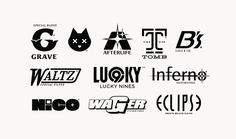 SPECIAL BLEND
GRAVE
AFTERLIFE
TOMB
B's
WALTZ
LUCKY
LUCKY NINES
Inferno
NiCO
WAGER
ECLIPSE